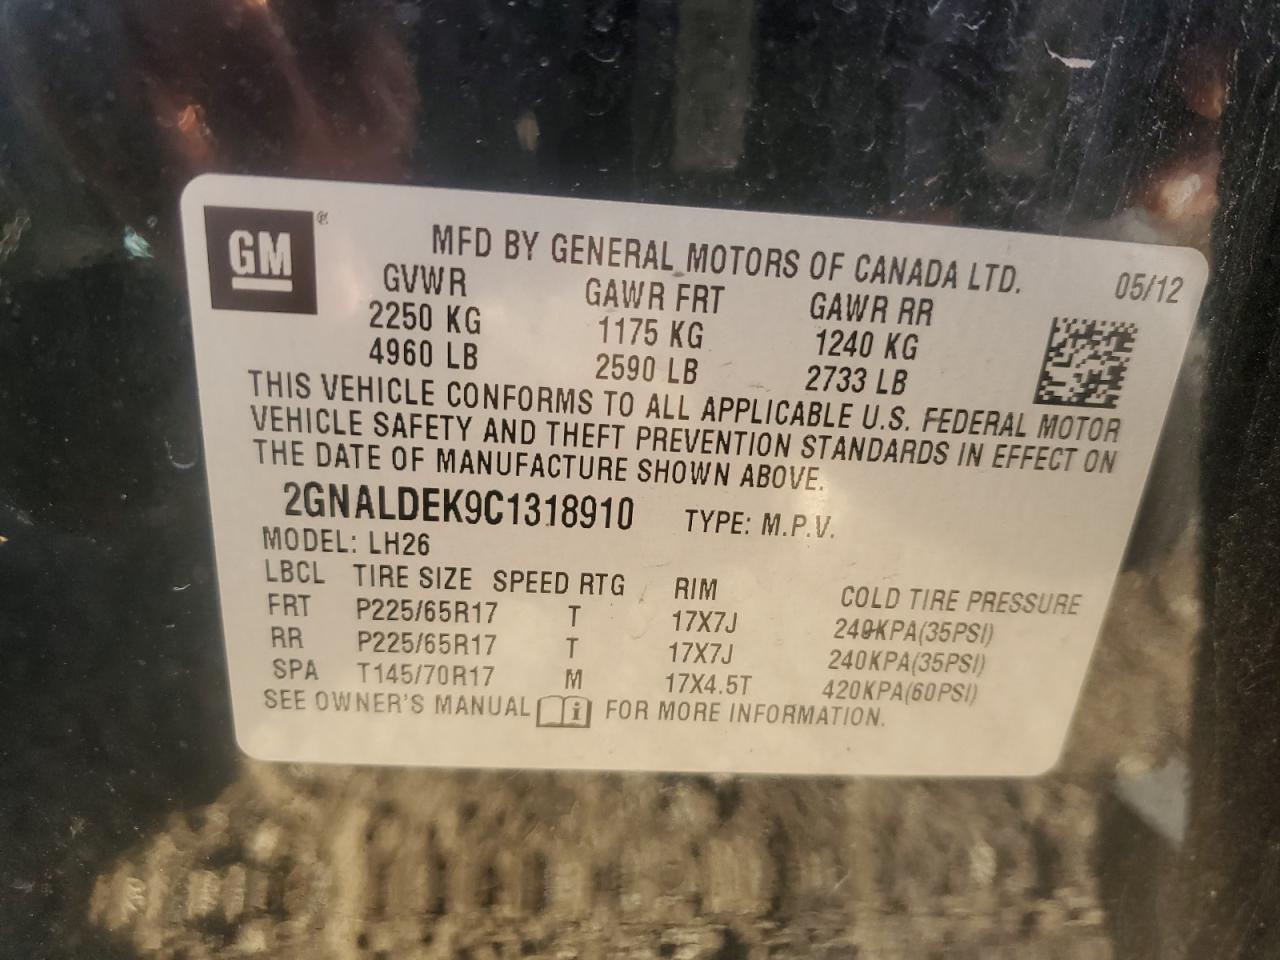 GM ®
MFD BY GENERAL MOTORS OF CANADA LTD. 05/12
GVWR GAWR FRT GAWR RR
2250 KG 1175 KG 1240 KG
4960 LB 2590 LB 2733 LB
THIS VEHICLE CONFORMS TO ALL APPLICABLE U.S. FEDERAL MOTOR
VEHICLE SAFETY AND THEFT PREVENTION STANDARDS IN EFFECT ON
THE DATE OF MANUFACTURE SHOWN ABOVE.
2GNALDEK9C1318910 TYPE: M.P.V.
MODEL: LH26
LBCL TIRE SIZE SPEED RTG RIM COLD TIRE PRESSURE
FRT P225/65R17 T 17X7J 240KPA(35PSI)
RR P225/65R17 T 17X7J 240KPA(35PSI)
SPA T145/70R17 M 17X4.5T 420KPA(60PSI)
SEE OWNER'S MANUAL i FOR MORE INFORMATION.